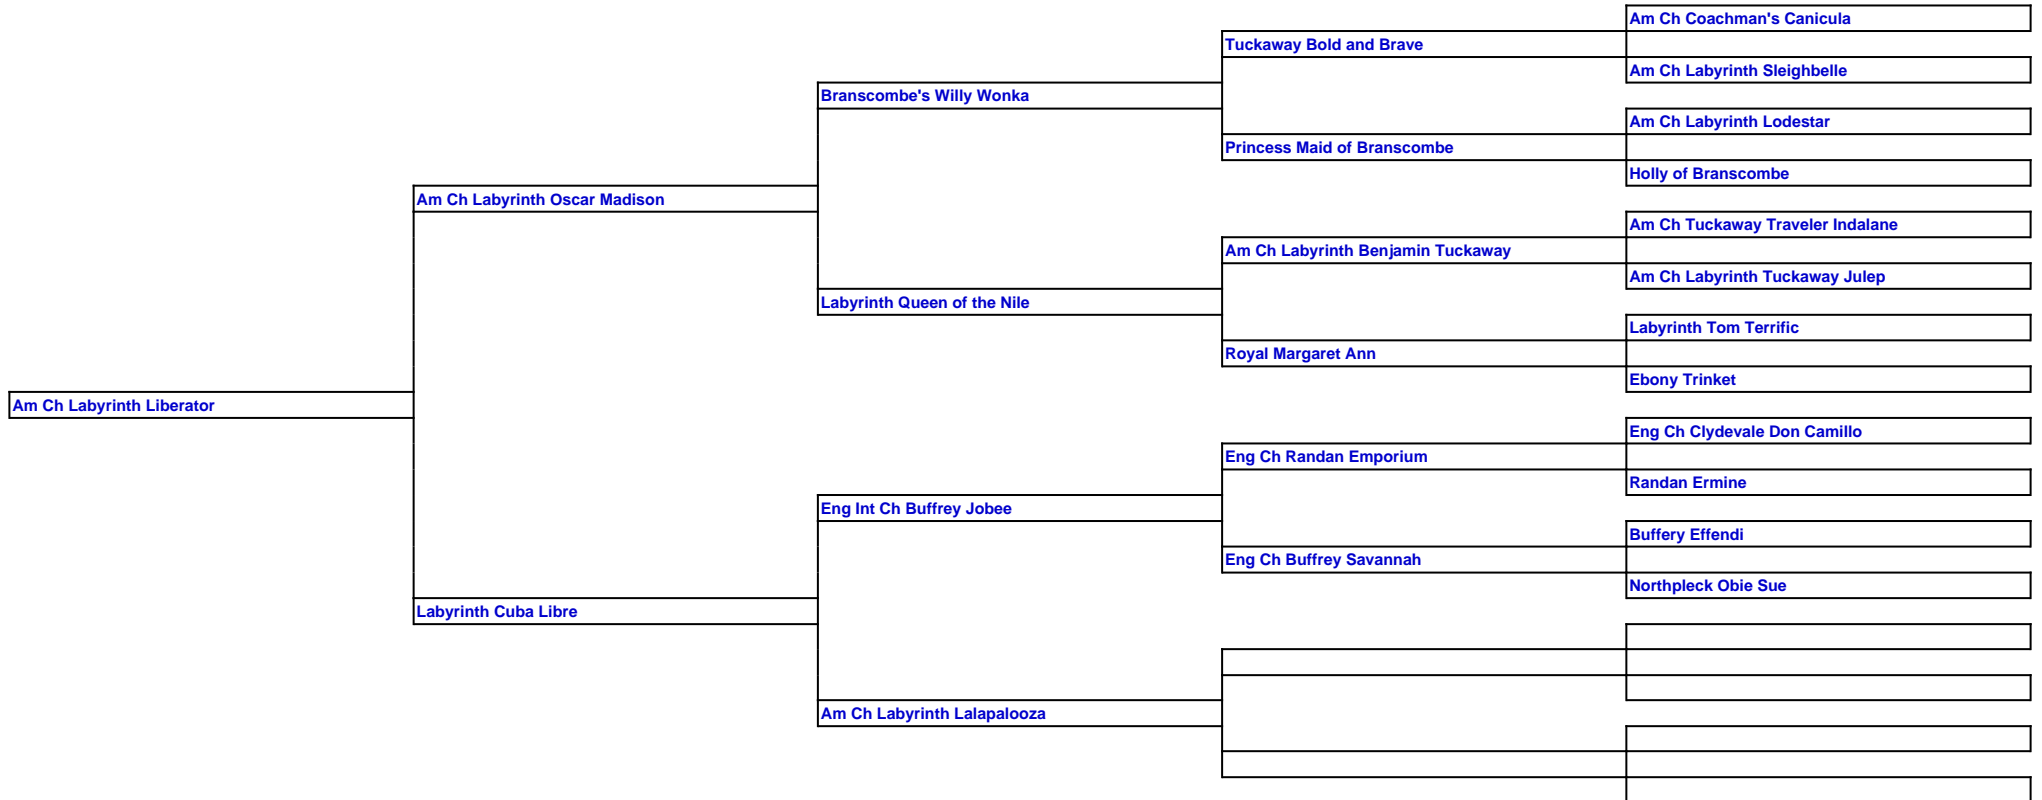 Am Ch Coachman's Canicula
Tuckaway Bold and Brave
Am Ch Labyrinth Sleighbelle
Branscombe's Willy Wonka
Am Ch Labyrinth Lodestar
Princess Maid of Branscombe
Holly of Branscombe
Am Ch Labyrinth Oscar Madison
Am Ch Tuckaway Traveler Indalane
Am Ch Labyrinth Benjamin Tuckaway
Am Ch Labyrinth Tuckaway Julep
Labyrinth Queen of the Nile
Labyrinth Tom Terrific
Royal Margaret Ann
Ebony Trinket
Am Ch Labyrinth Liberator
Eng Ch Clydevale Don Camillo
Eng Ch Randan Emporium
Randan Ermine
Eng Int Ch Buffrey Jobee
Buffery Effendi
Eng Ch Buffrey Savannah
Northpleck Obie Sue
Labyrinth Cuba Libre
Am Ch Labyrinth Lalapalooza